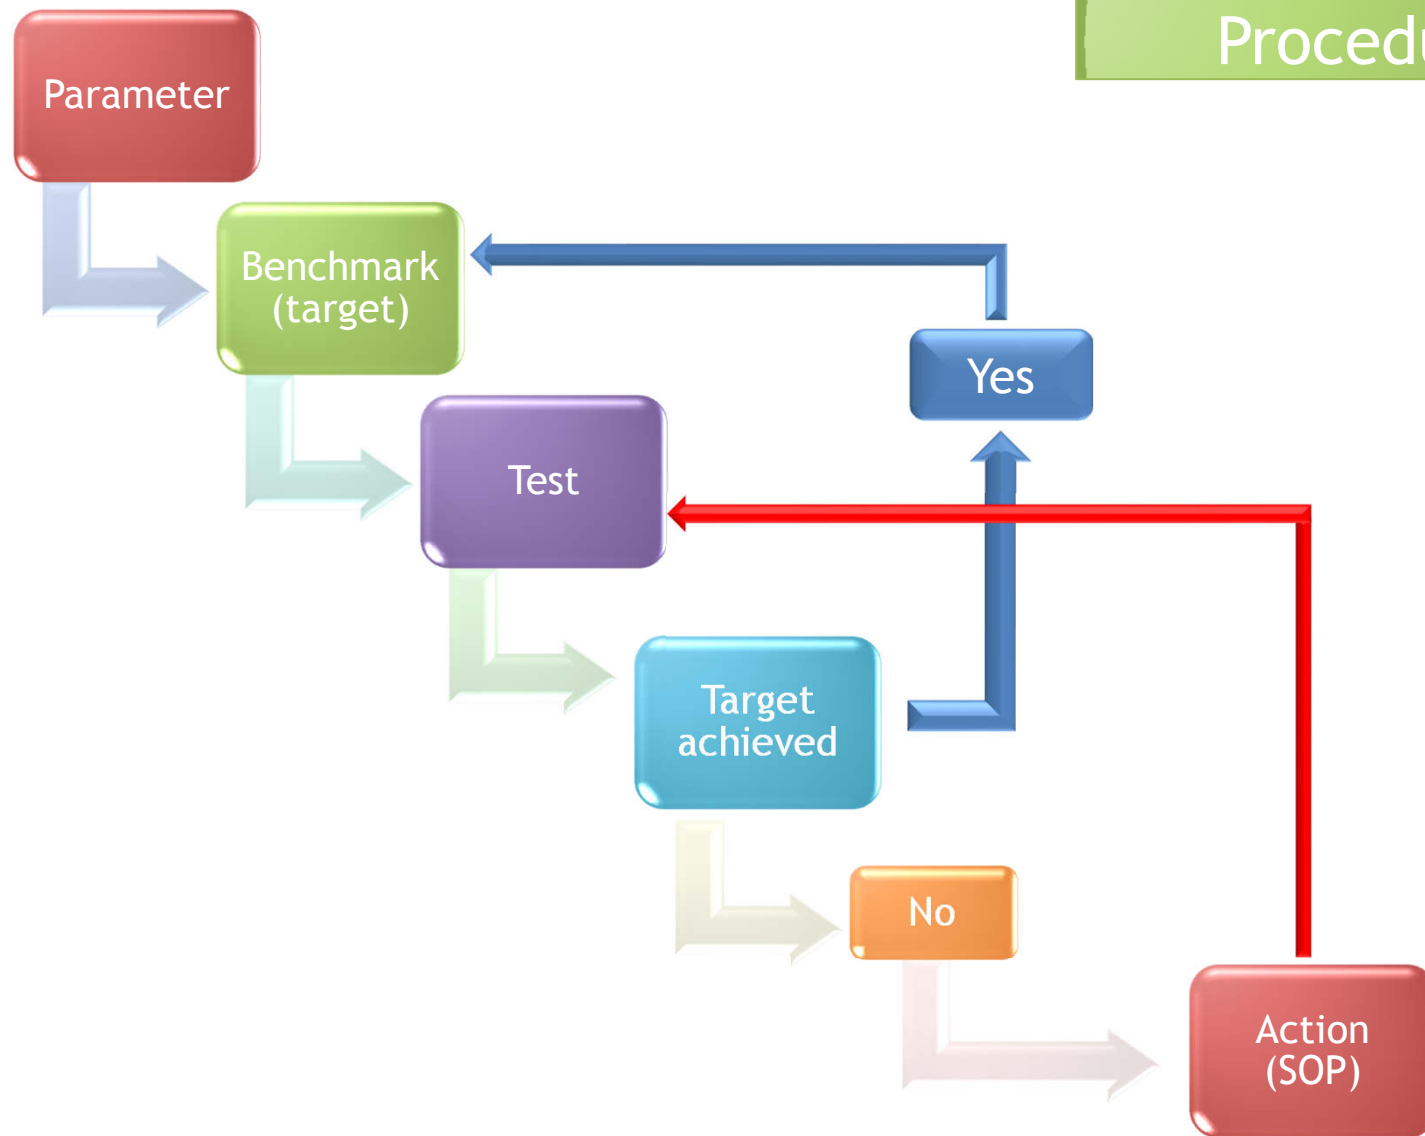 Procedu
Parameter
Benchmark
(target)
Yes
Test
Target
achieved
No
Action
(SOP)